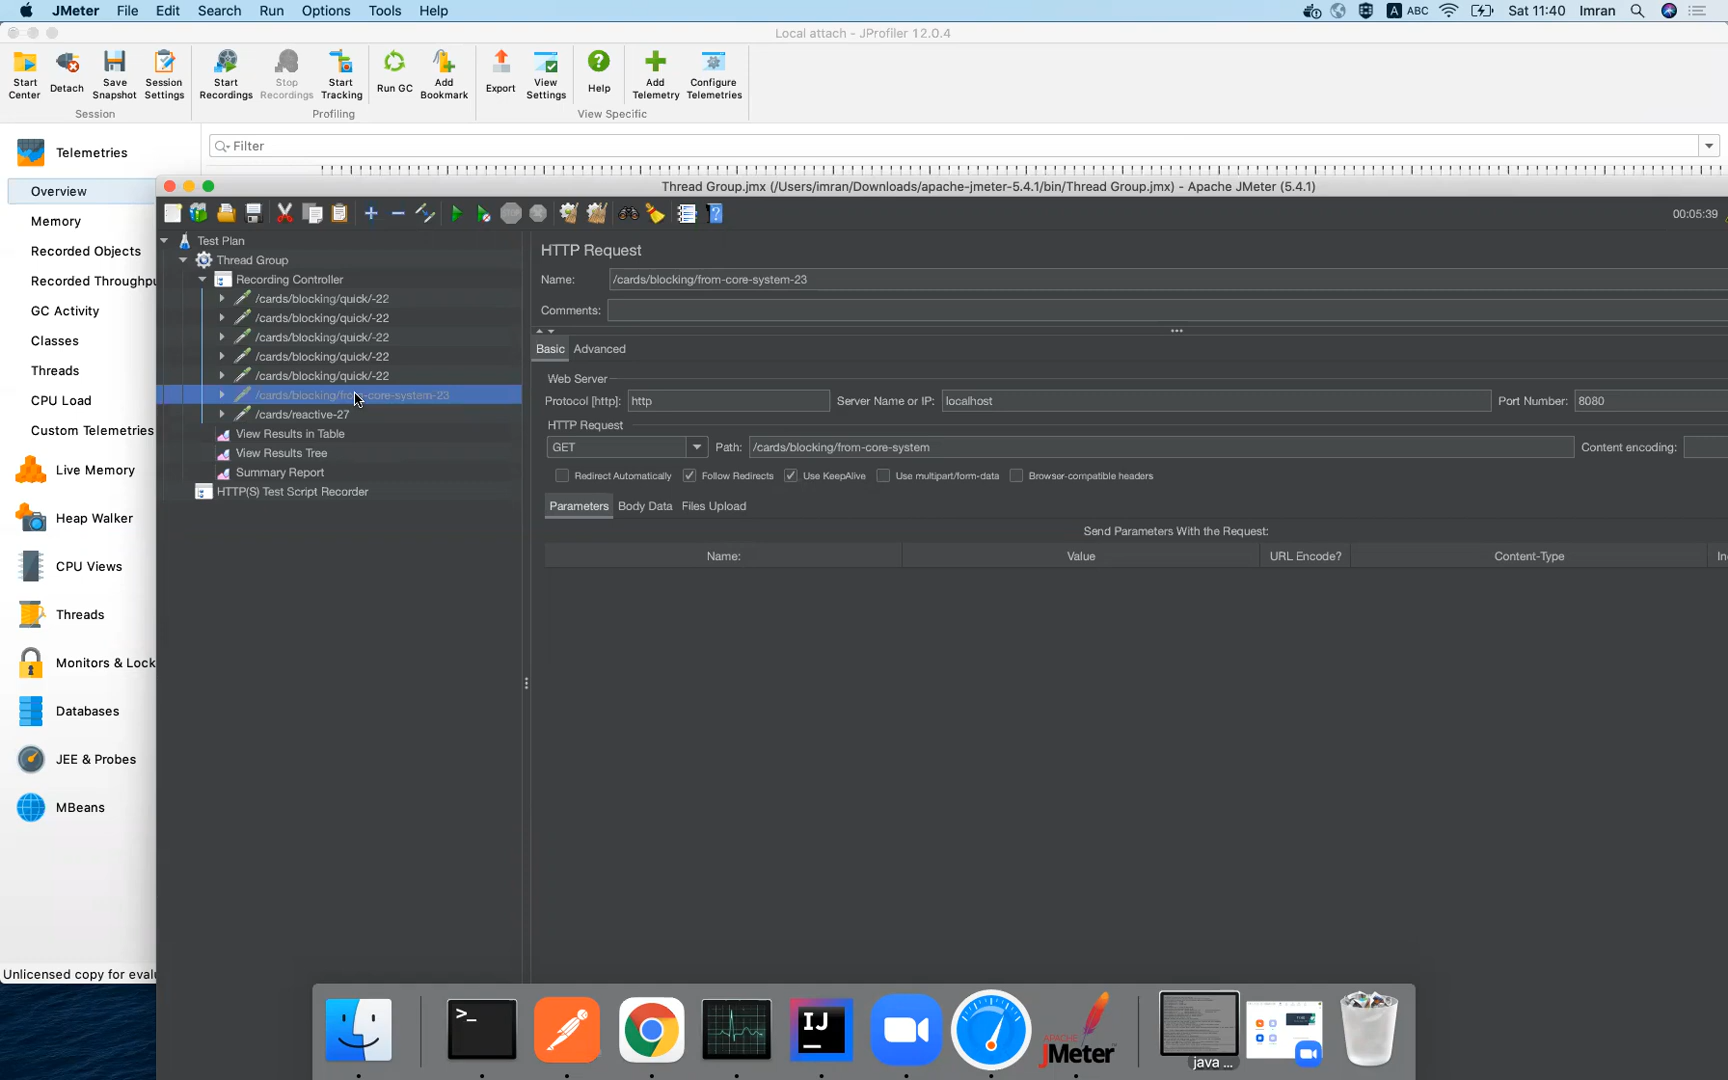 JMeter File Edit Search Run Options Tools Help
A ABC Sat 11:40 Imran
Local attach - JProfiler 12.0.4
Start Center
Detach
Save Snapshot
Session Settings
Start Recordings
Stop Recordings
Start Tracking
Run GC
Add Bookmark
Export
View Settings
Help
Add Telemetry
Configure Telemetries
Session Profiling View Specific
Telemetries
Filter
Overview
Memory
Recorded Objects
Recorded Throughpu
GC Activity
Classes
Threads
CPU Load
Custom Telemetries
Live Memory
Heap Walker
CPU Views
Threads
Monitors & Lock
Databases
JEE & Probes
MBeans
Unlicensed copy for evalu
Thread Group.jmx (/Users/imran/Downloads/apache-jmeter-5.4.1/bin/Thread Group.jmx) - Apache JMeter (5.4.1)
00:05:39
Test Plan
Thread Group
Recording Controller
/cards/blocking/quick/-22
/cards/blocking/quick/-22
/cards/blocking/quick/-22
/cards/blocking/quick/-22
/cards/blocking/quick/-22
/cards/blocking/from-core-system-23
/cards/reactive-27
View Results in Table
View Results Tree
Summary Report
HTTP(S) Test Script Recorder
HTTP Request
Name: /cards/blocking/from-core-system-23
Comments:
Basic Advanced
Web Server
Protocol [http]: http Server Name or IP: localhost Port Number: 8080
HTTP Request
GET Path: /cards/blocking/from-core-system Content encoding:
Redirect Automatically Follow Redirects Use KeepAlive Use multipart/form-data Browser-compatible headers
Parameters Body Data Files Upload
Send Parameters With the Request:
Name: Value URL Encode? Content-Type In
>_
IJ
APACHE
JMeter
java ...